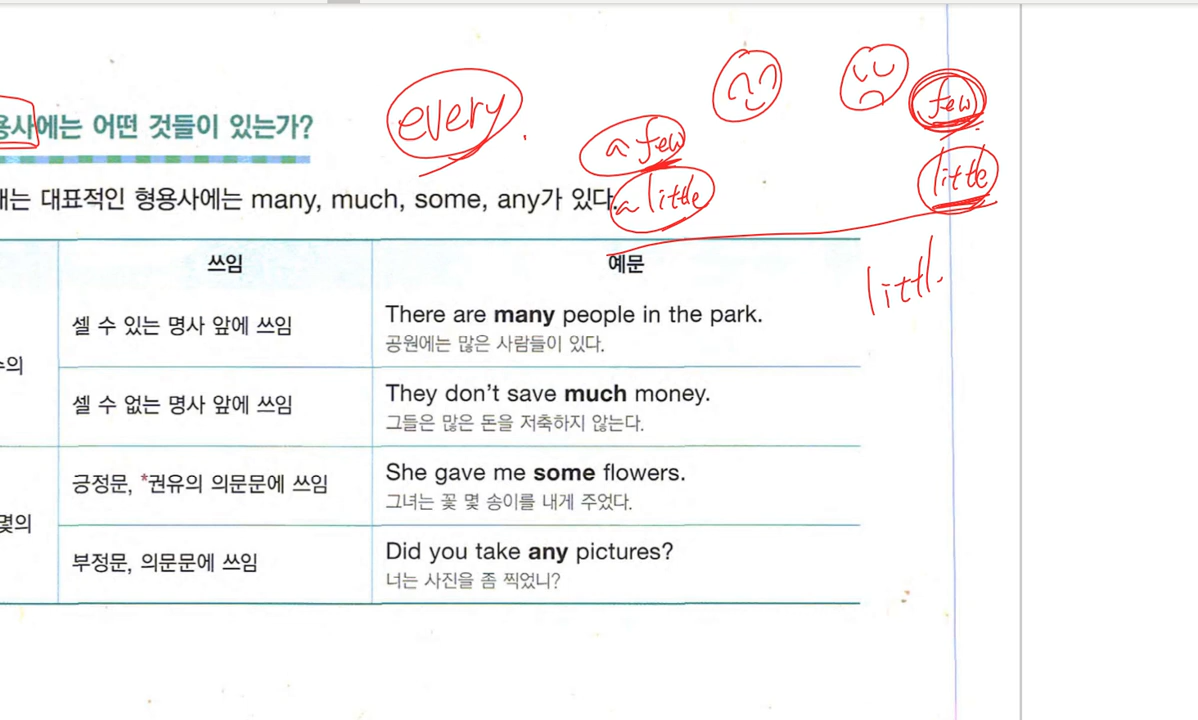 every
few
a few
용사에는 어떤 것들이 있는가?
little
내는 대표적인 형용사에는 many, much, some, any가 있다.
a little
쓰임
예문
셀 수 있는 명사 앞에 쓰임
There are many people in the park.
공원에는 많은 사람들이 있다.
의
셀 수 없는 명사 앞에 쓰임
They don't save much money.
그들은 많은 돈을 저축하지 않는다.
긍정문, *권유의 의문문에 쓰임
She gave me some flowers.
그녀는 꽃 몇 송이를 내게 주었다.
몇의
부정문, 의문문에 쓰임
Did you take any pictures?
너는 사진을 좀 찍었니?